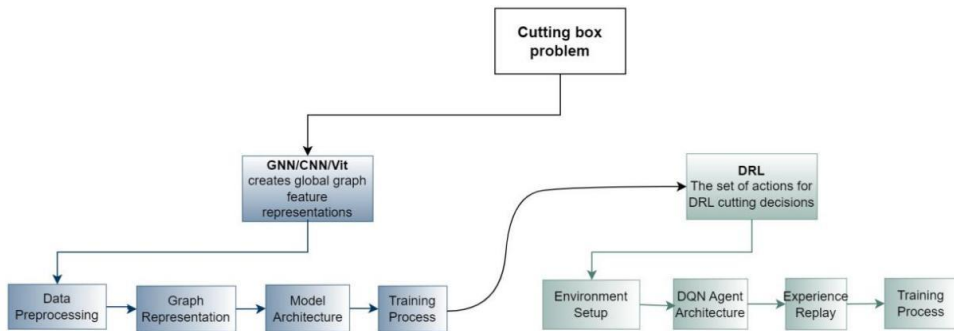 Cutting box
problem
GNN/CNN/Vit
creates global graph
feature
representations
DRL
The set of actions for
DRL cutting decisions
Data
Preprocessing
Graph
Representation
Model
Architecture
Training
Process
Environment
Setup
DQN Agent
Architecture
Experience
Replay
Training
Process